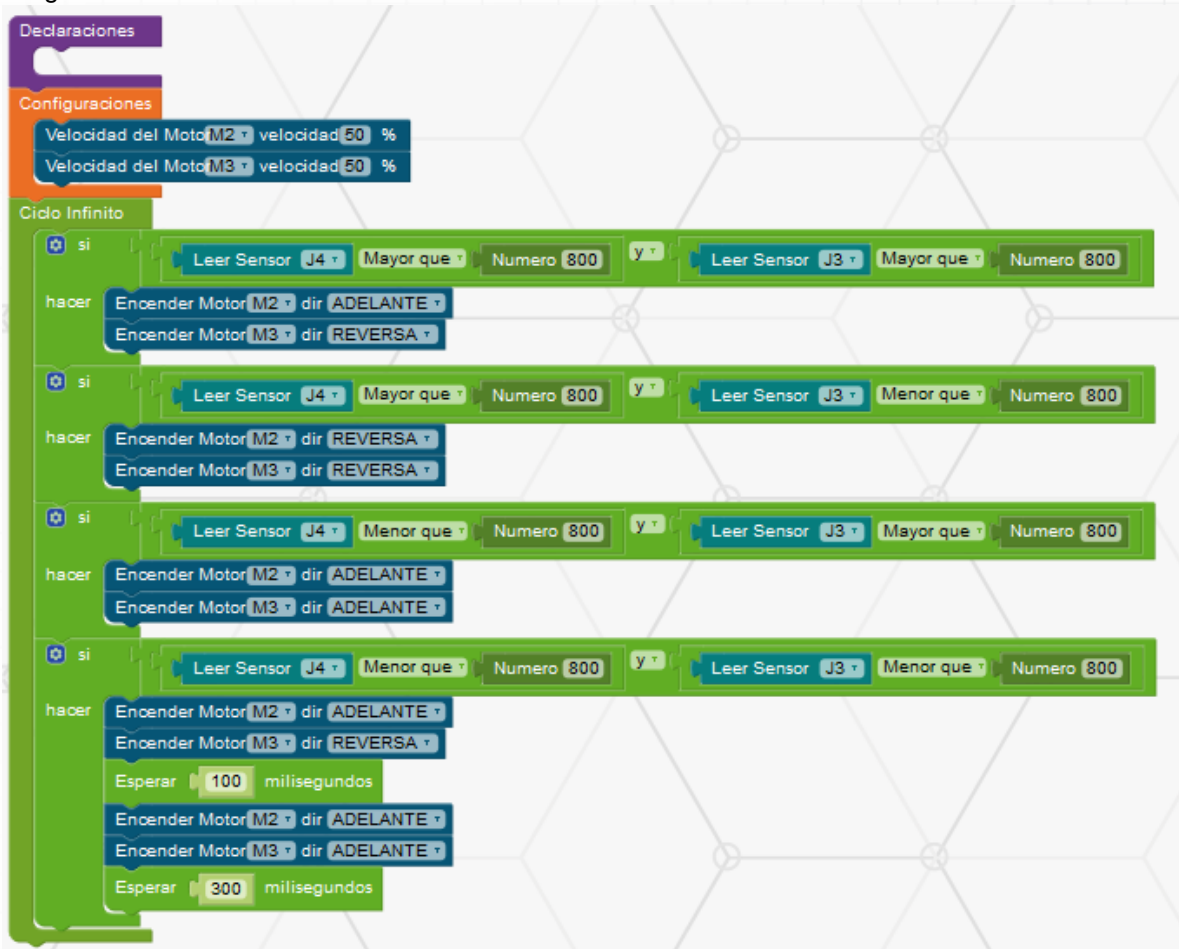 Declaraciones
Configuraciones
Velocidad del Motor M2 velocidad 50 %
Velocidad del Motor M3 velocidad 50 %
Ciclo Infinito
si Leer Sensor J4 Mayor que Numero 800 y Leer Sensor J3 Mayor que Numero 800
hacer Encender Motor M2 dir ADELANTE
Encender Motor M3 dir REVERSA
si Leer Sensor J4 Mayor que Numero 800 y Leer Sensor J3 Menor que Numero 800
hacer Encender Motor M2 dir REVERSA
Encender Motor M3 dir REVERSA
si Leer Sensor J4 Menor que Numero 800 y Leer Sensor J3 Mayor que Numero 800
hacer Encender Motor M2 dir ADELANTE
Encender Motor M3 dir ADELANTE
si Leer Sensor J4 Menor que Numero 800 y Leer Sensor J3 Menor que Numero 800
hacer Encender Motor M2 dir ADELANTE
Encender Motor M3 dir REVERSA
Esperar 100 milisegundos
Encender Motor M2 dir ADELANTE
Encender Motor M3 dir ADELANTE
Esperar 300 milisegundos